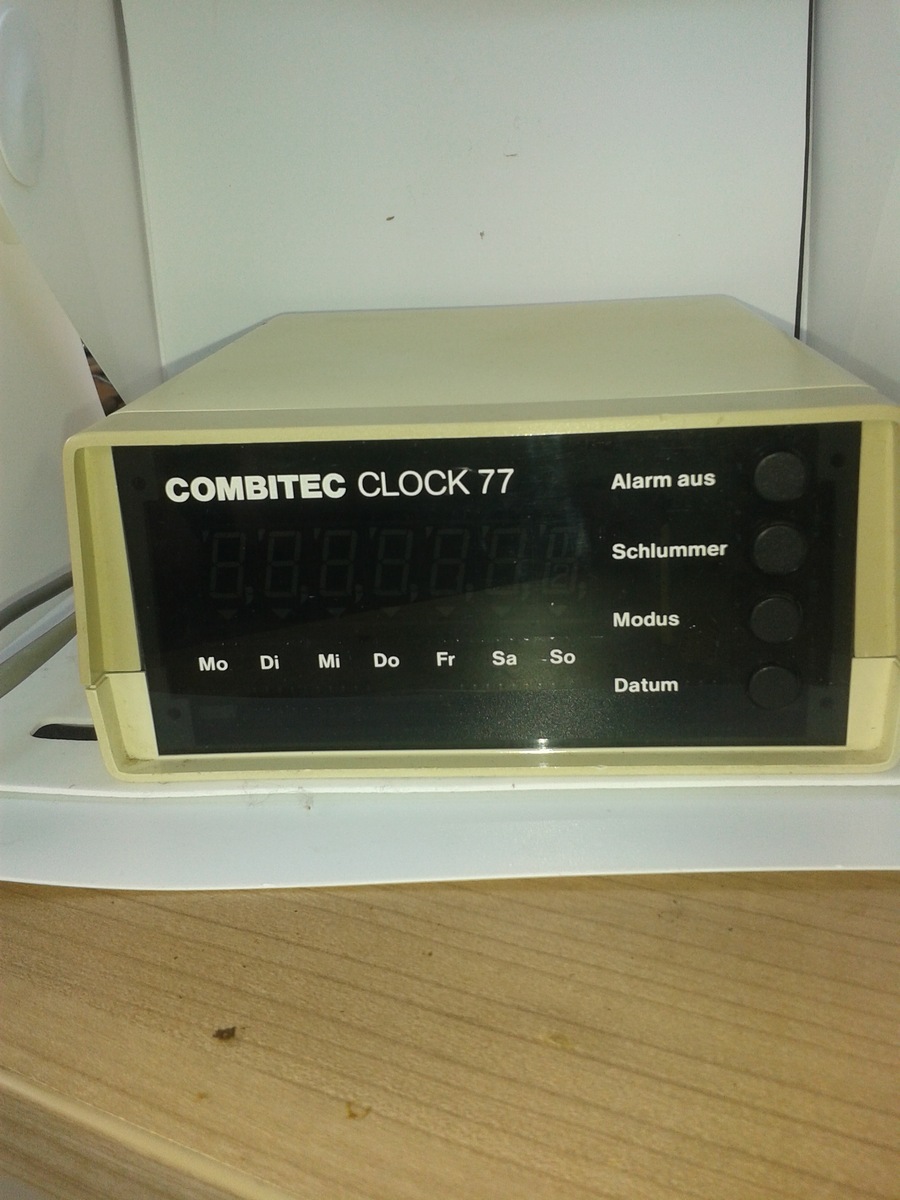 COMBITEC CLOCK 77
Alarm aus
Schlummer
Modus
Datum
Mo Di Mi Do Fr Sa So